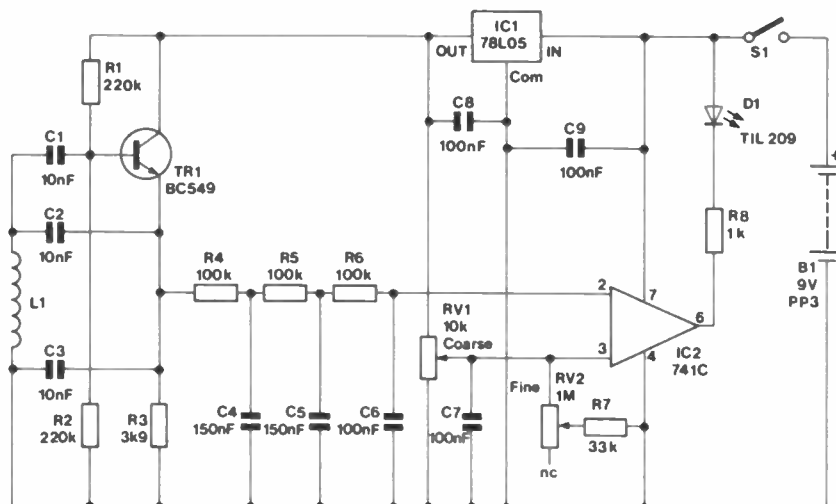 IC1
78L05
OUT
IN
Com
S1
R1
220k
C8
100nF
C9
100nF
D1
TIL 209
C1
10nF
TR1
BC549
+
C2
10nF
R8
1k
R4
100k
R5
100k
R6
100k
B1
9V
PP3
L1
2
7
6
3
4
IC2
741C
RV1
10k
Coarse
C3
10nF
RV2
1M
Fine
R7
33k
nc
R2
220k
R3
3k9
C4
150nF
C5
150nF
C6
100nF
C7
100nF